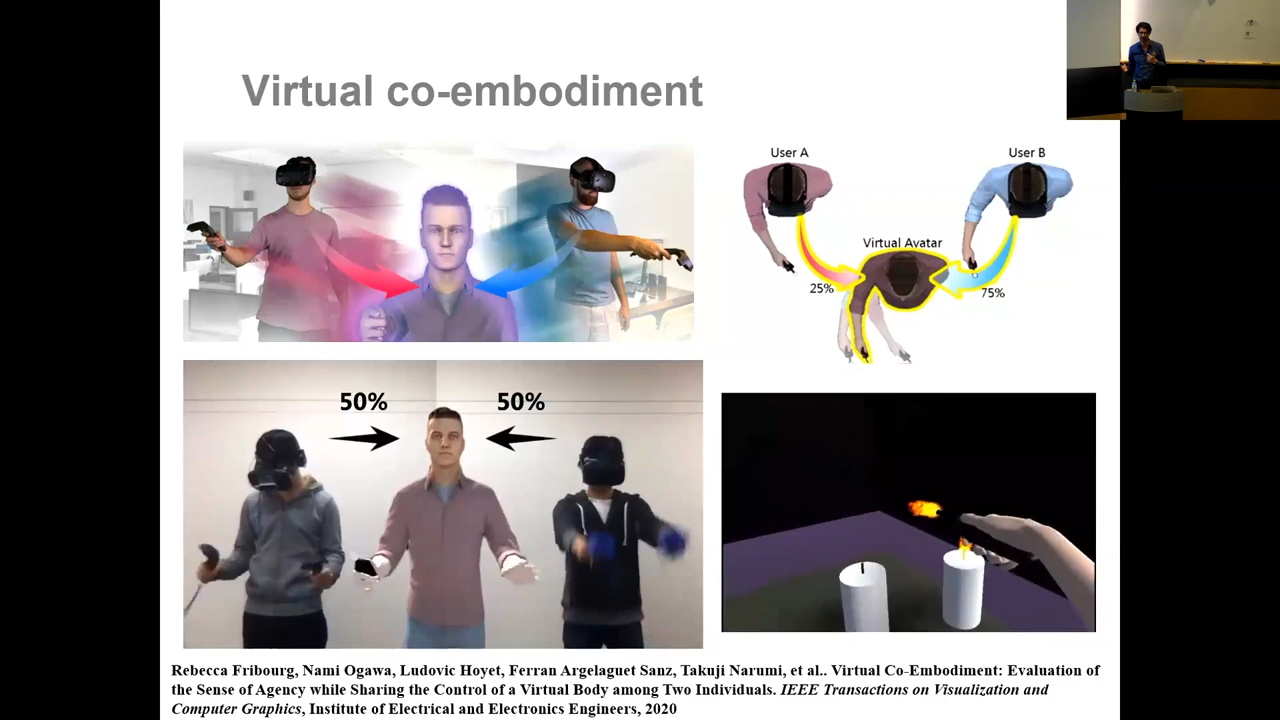 Virtual co-embodiment
User A
User B
Virtual Avatar
25%
75%
50%
50%
Rebecca Fribourg, Nami Ogawa, Ludovic Hoyet, Ferran Argelaguet Sanz, Takuji Narumi, et al.. Virtual Co-Embodiment: Evaluation of
the Sense of Agency while Sharing the Control of a Virtual Body among Two Individuals. IEEE Transactions on Visualization and
Computer Graphics, Institute of Electrical and Electronics Engineers, 2020